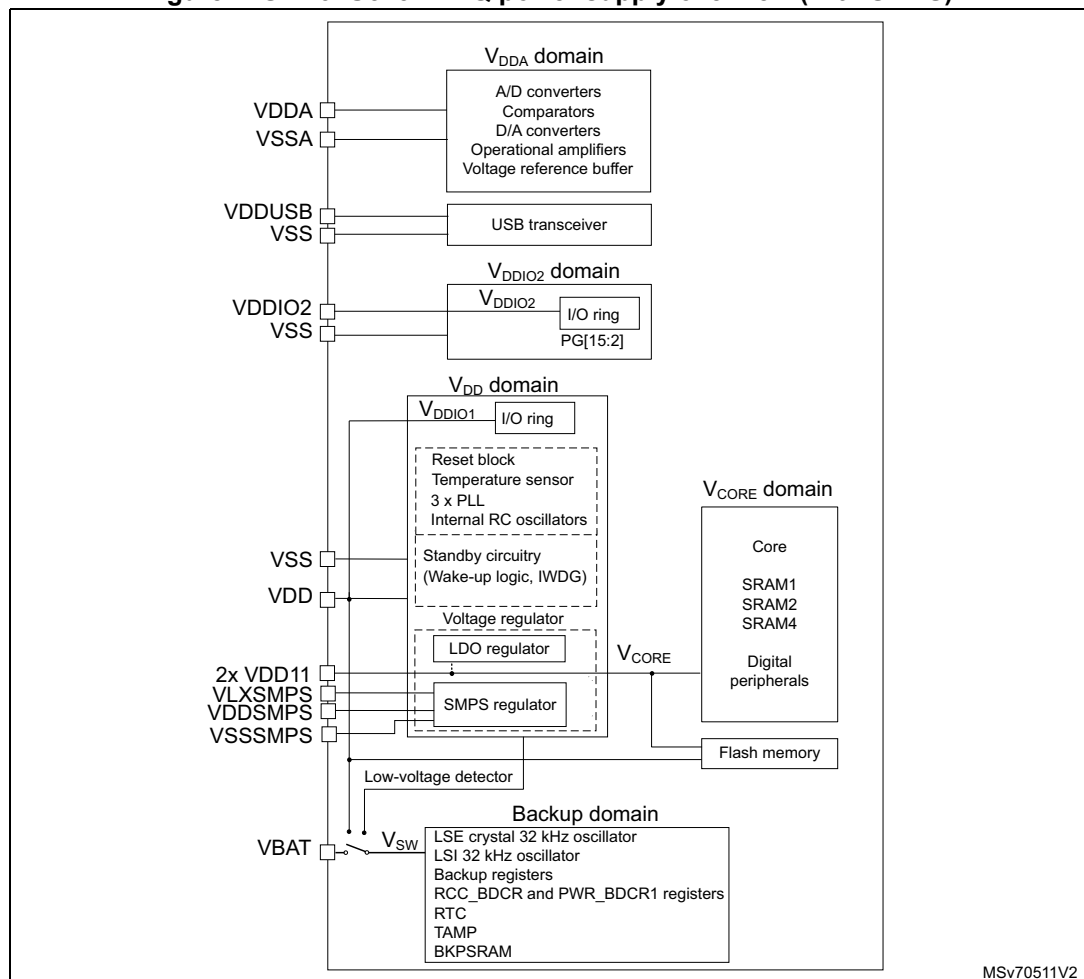 VDDA domain
A/D converters
Comparators
D/A converters
Operational amplifiers
Voltage reference buffer
VDDA
VSSA
VDDUSB
VSS
USB transceiver
VDDIO2 domain
VDDIO2
VSS
VDDIO2
I/O ring
PG[15:2]
VDD domain
VDDIO1
I/O ring
Reset block
Temperature sensor
3 x PLL
Internal RC oscillators
Standby circuitry
(Wake-up logic, IWDG)
VSS
VDD
Voltage regulator
LDO regulator
2x VDD11
VLXSMPS
VDDSMPS
VSSSMPS
SMPS regulator
VCORE
VCORE domain
Core
SRAM1
SRAM2
SRAM4
Digital
peripherals
Flash memory
Low-voltage detector
VBAT
VSW
Backup domain
LSE crystal 32 kHz oscillator
LSI 32 kHz oscillator
Backup registers
RCC_BDCR and PWR_BDCR1 registers
RTC
TAMP
BKPSRAM
MSv70511V2